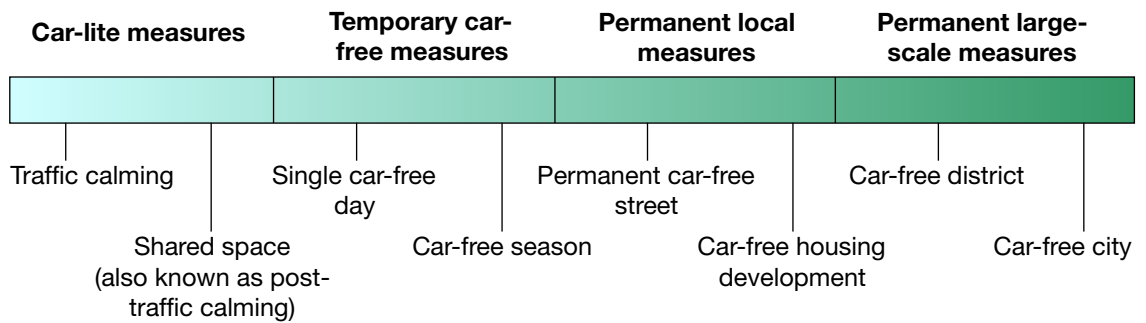 Car-lite measures
Temporary car-
free measures
Permanent local
measures
Permanent large-
scale measures
Traffic calming
Shared space
(also known as post-
traffic calming)
Single car-free
day
Car-free season
Permanent car-free
street
Car-free housing
development
Car-free district
Car-free city